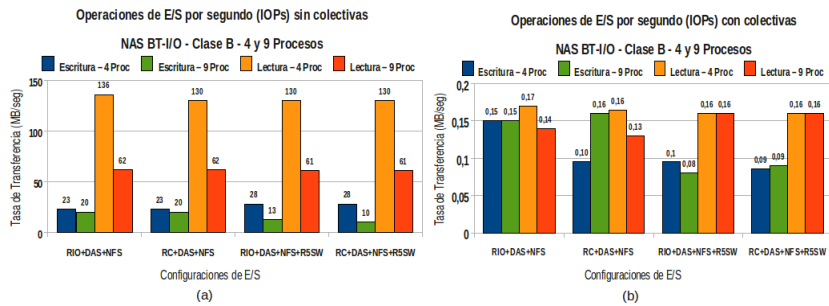 Operaciones de E/S por segundo (IOPs) sin colectivas
NAS BT-I/O - Clase B - 4 y 9 Procesos
Escritura – 4 Proc Escritura – 9 Proc Lectura – 4 Proc Lectura – 9 Proc
Tasa de Transferencia (MB/seg)
150
100
50
0
23 20 136 62
23 20 130 62
28 13 130 61
28 10 130 61
RIO+DAS+NFS RC+DAS+NFS RIO+DAS+NFS+R5SW RC+DAS+NFS+R5SW
Configuraciones de E/S
(a)
Operaciones de E/S por segundo (IOPs) con colectivas
NAS BT-I/O - Clase B - 4 y 9 Procesos
Escritura – 4 Proc Escritura – 9 Proc Lectura – 4 Proc Lectura – 9 Proc
Tasa de Transferencia (MB/seg)
0,2
0,15
0,1
0,05
0
0,15 0,15 0,17 0,14
0,10 0,16 0,16 0,13
0,1 0,08 0,16 0,16
0,09 0,09 0,16 0,16
RIO+DAS+NFS RC+DAS+NFS RIO+DAS+NFS+R5SW RC+DAS+NFS+R5SW
Configuraciones de E/S
(b)